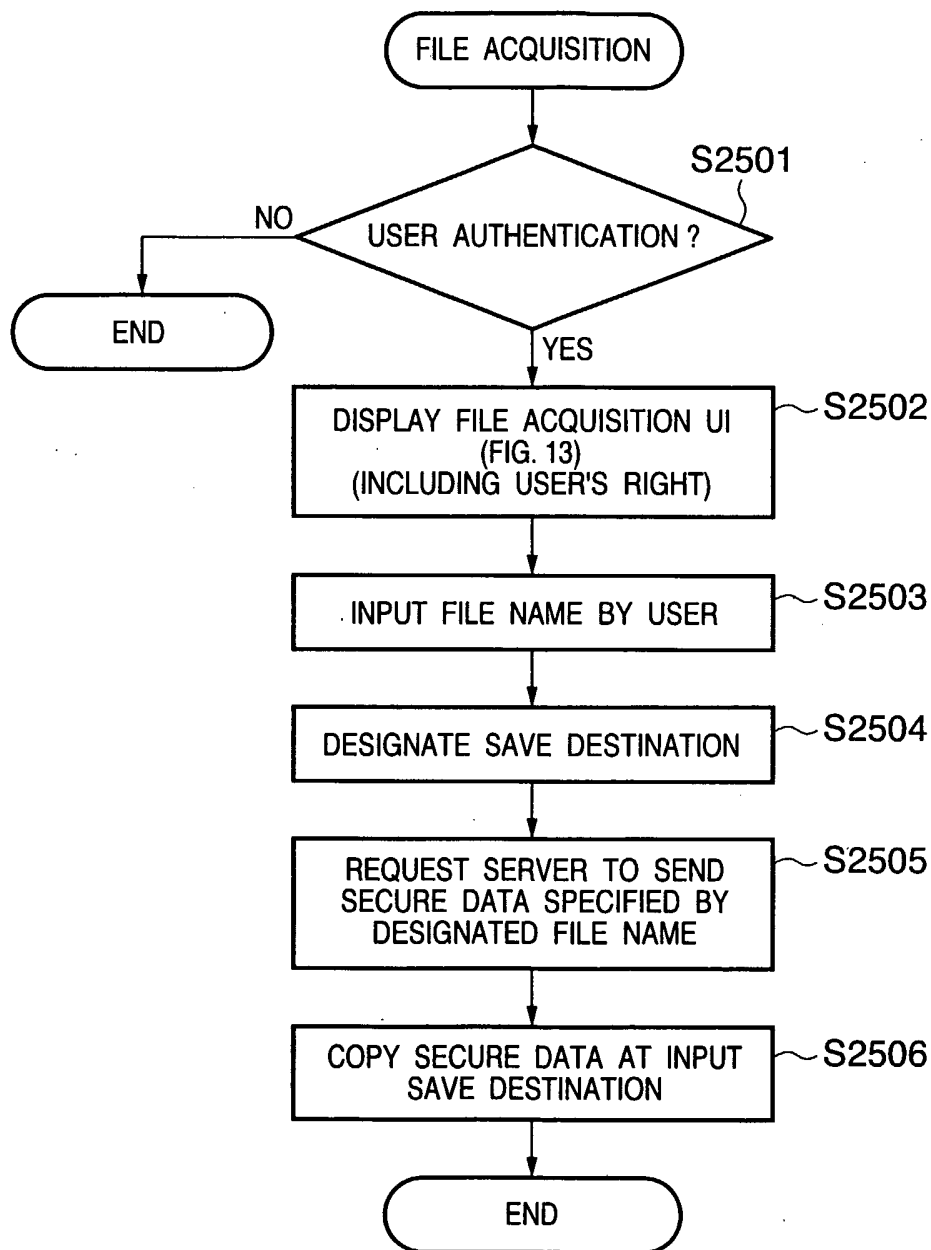 FILE ACQUISITION
S2501
NO
USER AUTHENTICATION ?
END
YES
DISPLAY FILE ACQUISITION UI
(FIG. 13)
(INCLUDING USER'S RIGHT)
S2502
INPUT FILE NAME BY USER
S2503
DESIGNATE SAVE DESTINATION
S2504
REQUEST SERVER TO SEND
SECURE DATA SPECIFIED BY
DESIGNATED FILE NAME
S2505
COPY SECURE DATA AT INPUT
SAVE DESTINATION
S2506
END